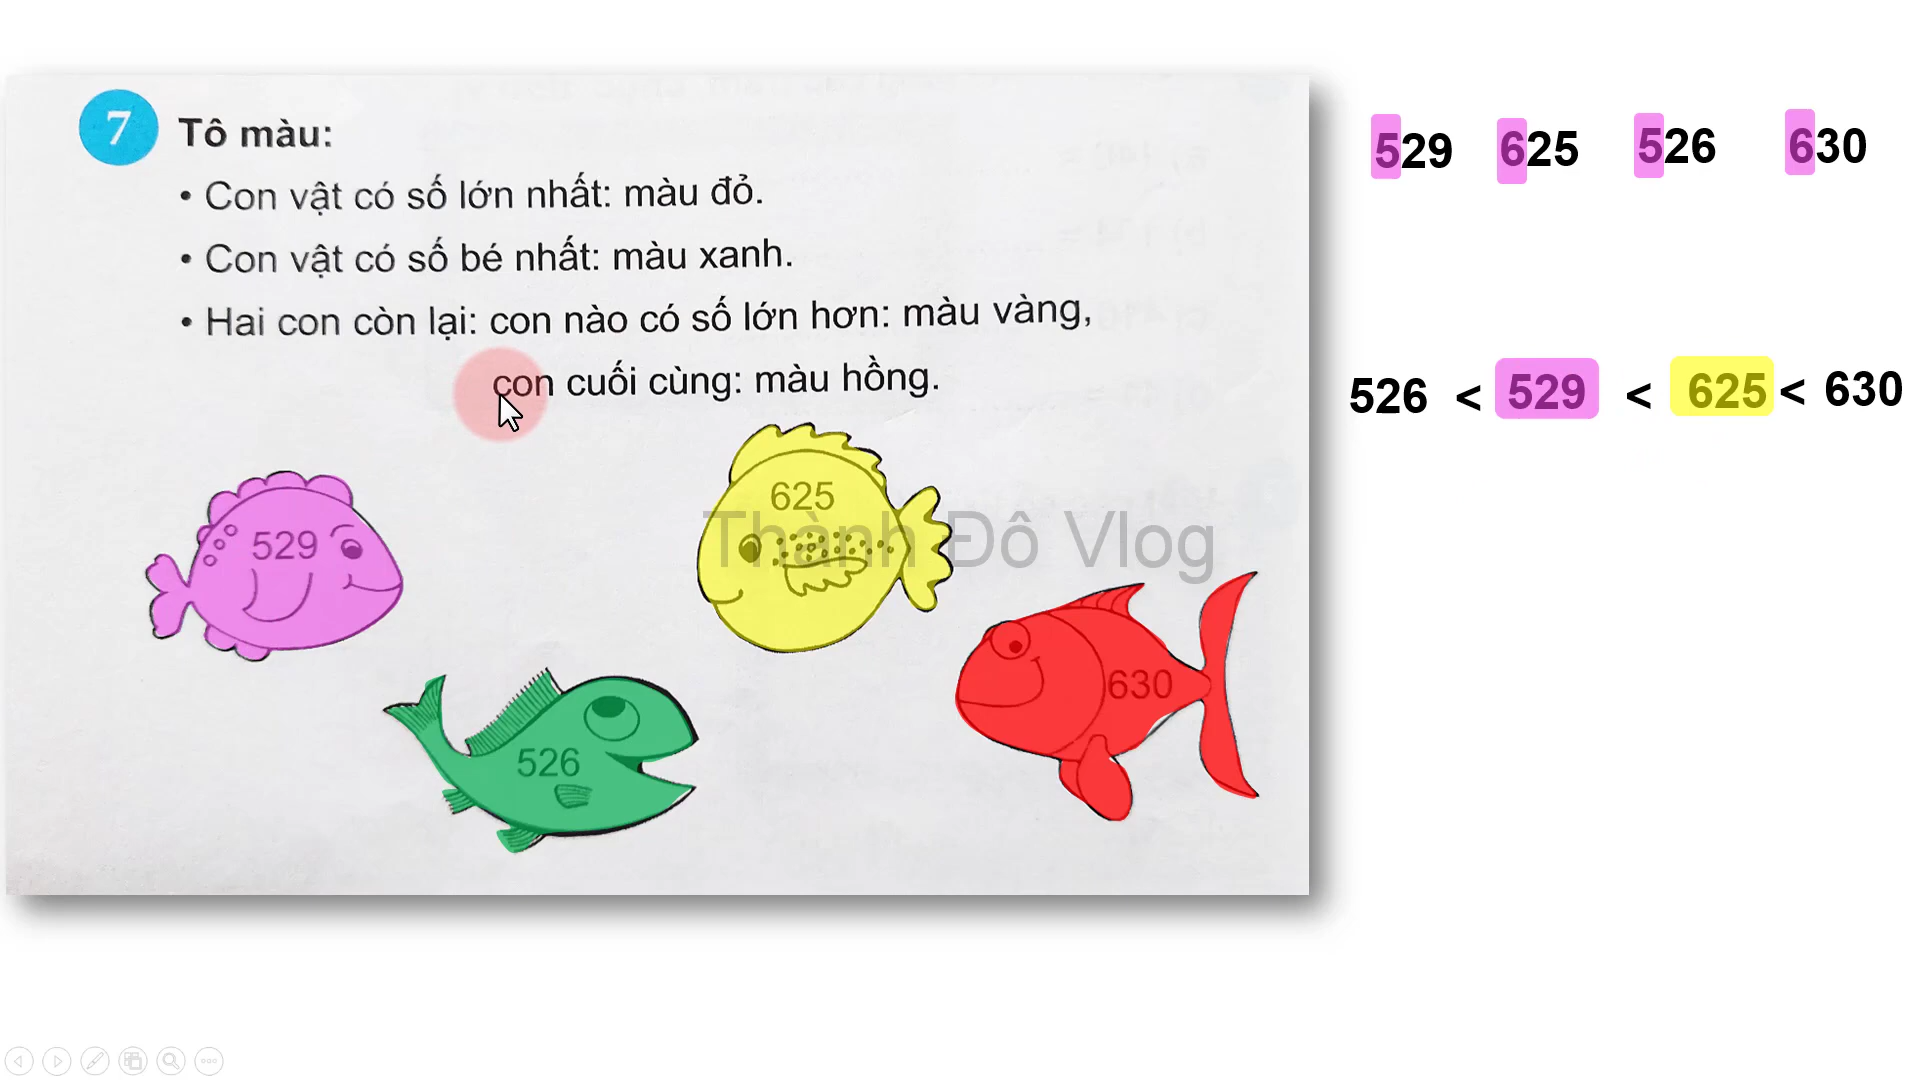 7 Tô màu:
• Con vật có số lớn nhất: màu đỏ.
• Con vật có số bé nhất: màu xanh.
• Hai con còn lại: con nào có số lớn hơn: màu vàng,
con cuối cùng: màu hồng.
529 625 526 630
526 < 529 < 625 < 630
529
625
Thành Đô Vlog
630
526